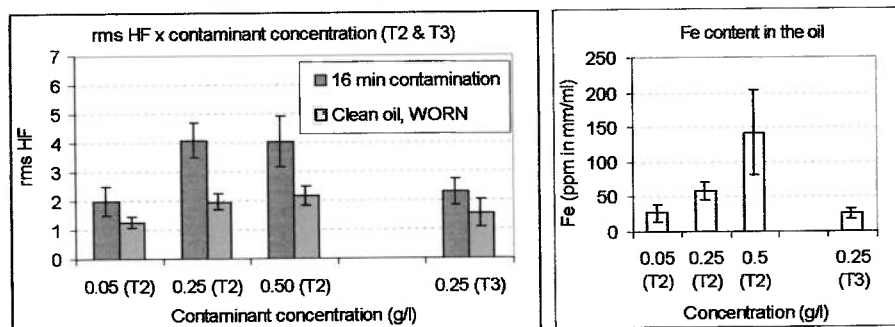 rms HF x contaminant concentration (T2 & T3)
7
6
5
4
3
2
1
0
rms HF
16 min contamination
Clean oil, WORN
0.05 (T2) 0.25 (T2) 0.50 (T2) 0.25 (T3)
Contaminant concentration (g/l)
Fe content in the oil
250
200
150
100
50
0
Fe (ppm in mm/ml)
0.05 0.25 0.5 0.25
(T2) (T2) (T2) (T3)
Concentration (g/l)